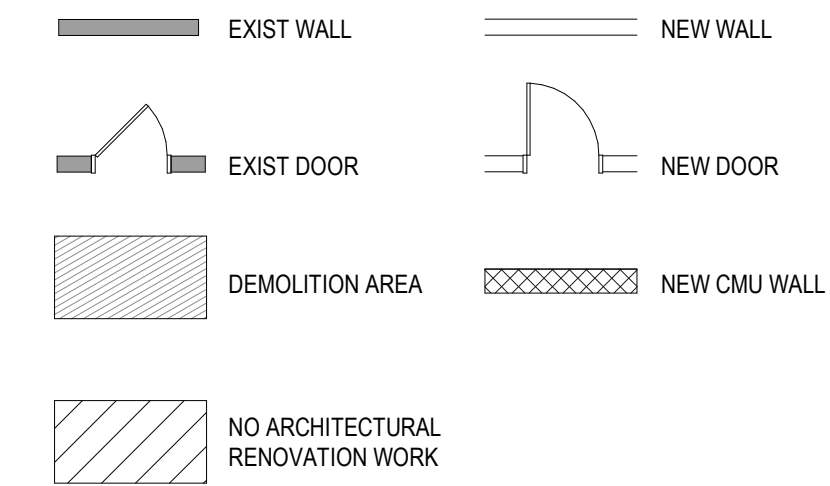 EXIST WALL
NEW WALL
EXIST DOOR
NEW DOOR
DEMOLITION AREA
NEW CMU WALL
NO ARCHITECTURAL
RENOVATION WORK